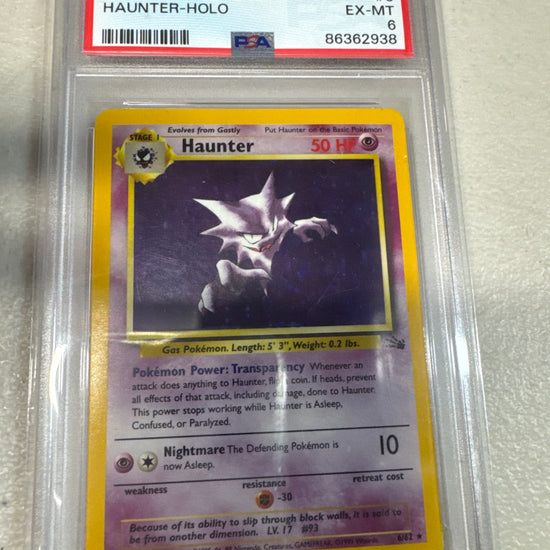 HAUNTER-HOLO
EX-MT
6
PSA
86362938
Evolves from Gastly
Put Haunter on the Basic Pokémon
STAGE 1
Haunter
50 HP
Gas Pokémon. Length: 5' 3", Weight: 0.2 lbs.
Pokémon Power: Transparency Whenever an
attack does anything to Haunter, flip coin. If heads, prevent
all effects of that attack, including damage, done to Haunter.
This power stops working while Haunter is Asleep,
Confused, or Paralyzed.
Nightmare The Defending Pokémon is
now Asleep.
10
weakness
resistance
retreat cost
-30
Because of its ability to slip through block walls, it is said to
be from another dimension. LV. 17 #93
Nintendo, Creatures, GAMEFREAK. ©1999 Wizards.
6/62